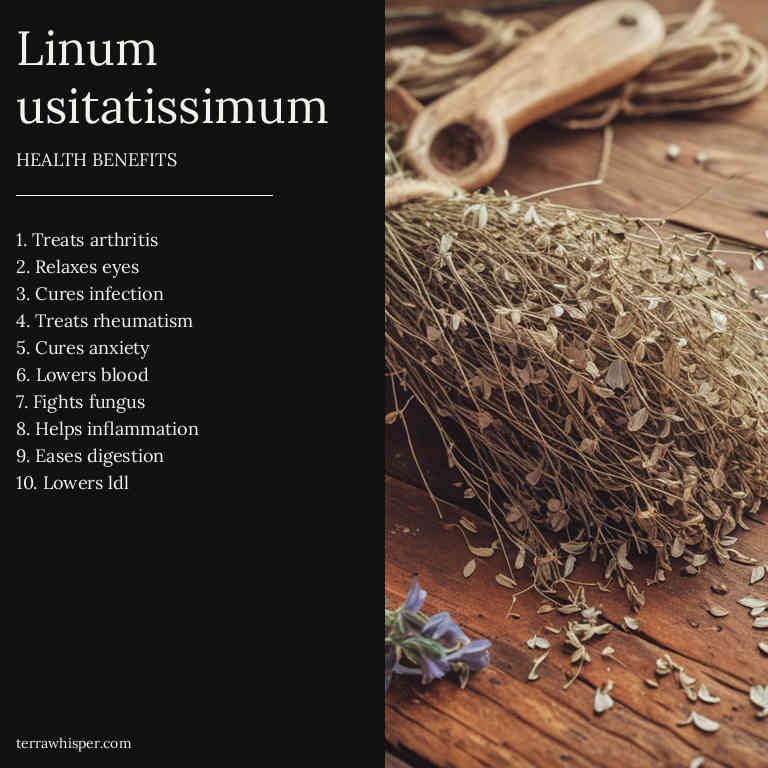 Linum
usitatissimum
HEALTH BENEFITS
1. Treats arthritis
2. Relaxes eyes
3. Cures infection
4. Treats rheumatism
5. Cures anxiety
6. Lowers blood
7. Fights fungus
8. Helps inflammation
9. Eases digestion
10. Lowers ldl
terrawhisper.com